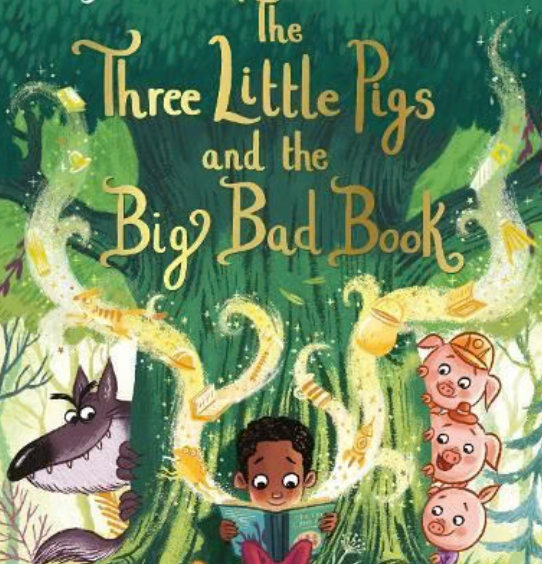 The
Three Little Pigs
and the
Big Bad Book